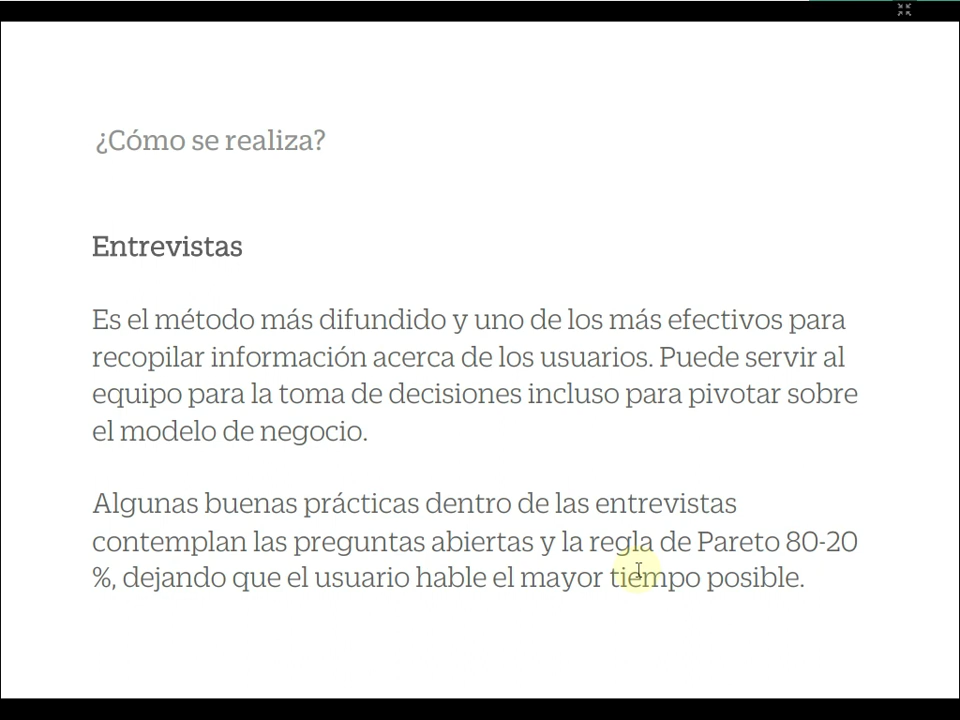 ¿Cómo se realiza?
Entrevistas
Es el método más difundido y uno de los más efectivos para
recopilar información acerca de los usuarios. Puede servir al
equipo para la toma de decisiones incluso para pivotar sobre
el modelo de negocio.
Algunas buenas prácticas dentro de las entrevistas
contemplan las preguntas abiertas y la regla de Pareto 80-20
%, dejando que el usuario hable el mayor tiempo posible.